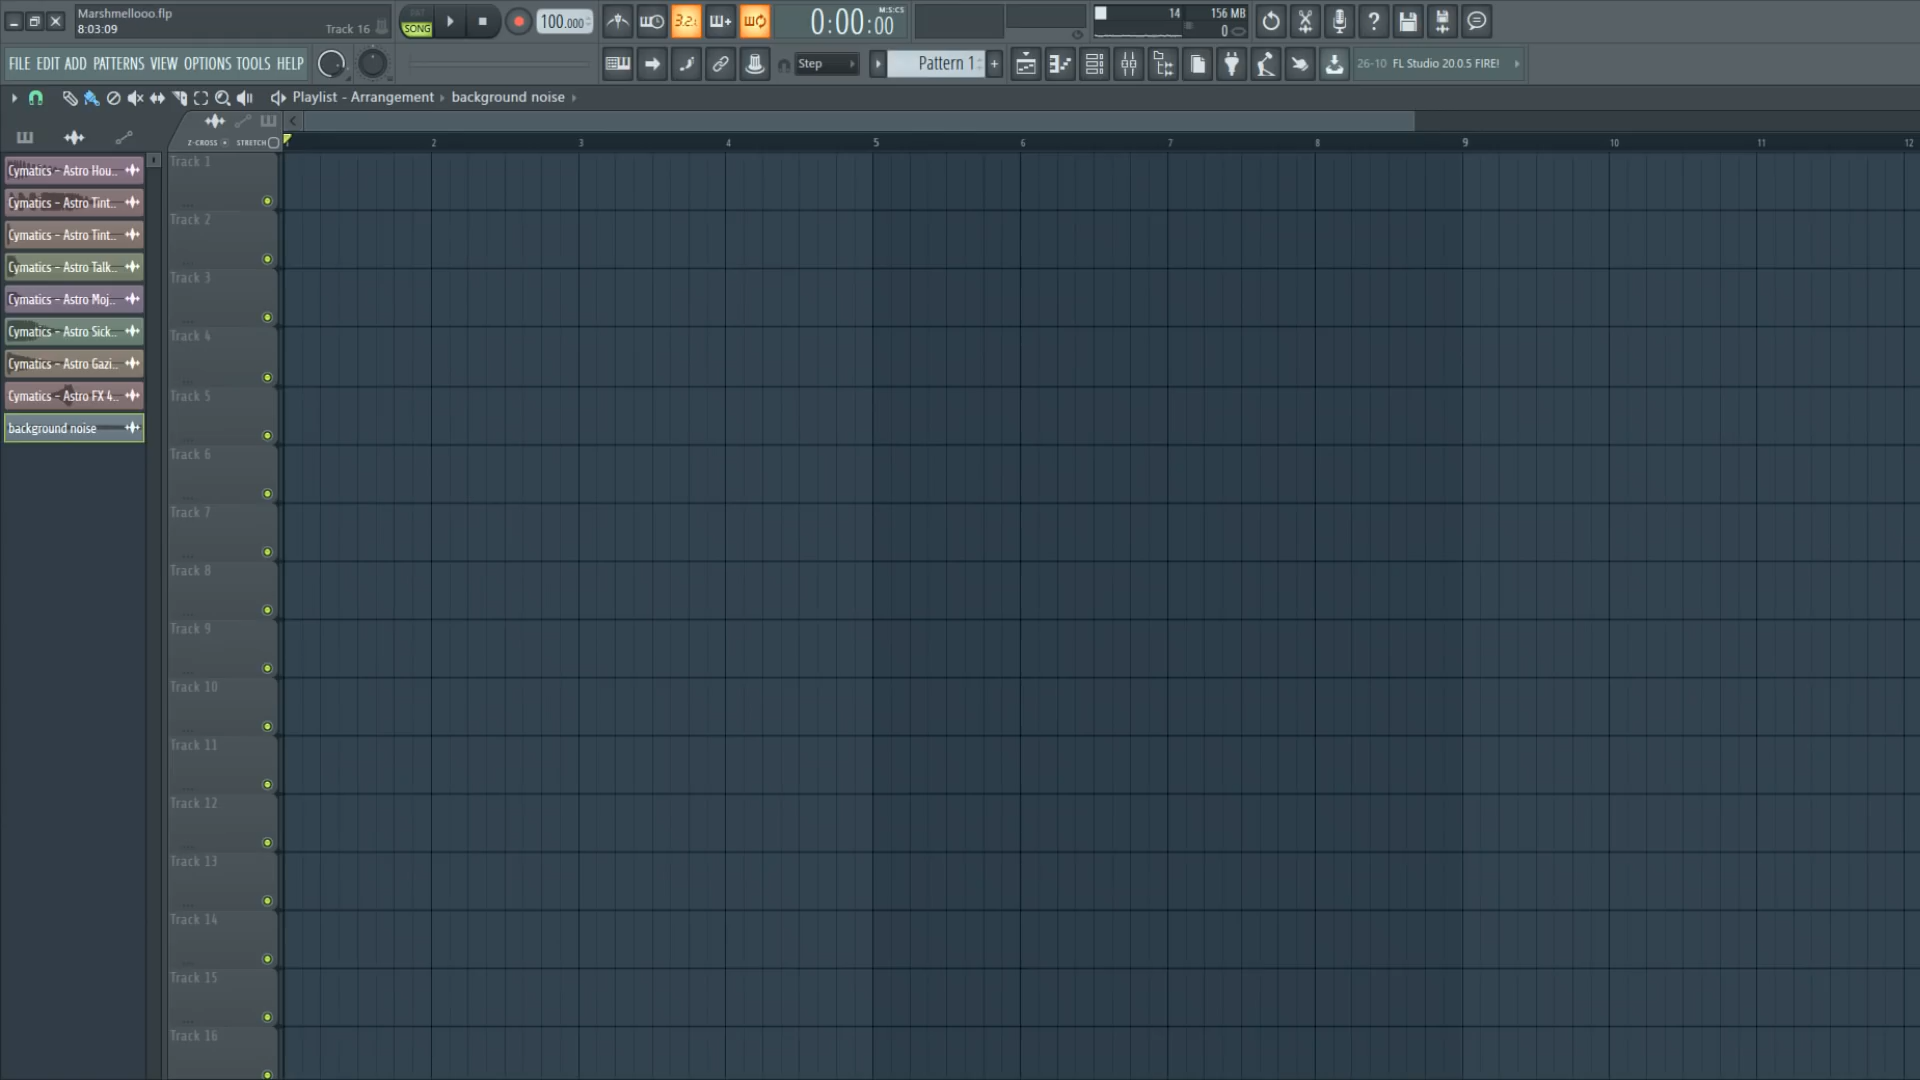 Marshmellooo.flp
8:03:09
Track 16
SONG
100.000
3.2.
M:S:CS
0:00:00
14
156 MB
0
FILE EDIT ADD PATTERNS VIEW OPTIONS TOOLS HELP
Step
Pattern 1
+
26-10 FL Studio 20.0.5 FIRE!
Playlist - Arrangement
background noise
Z-CROSS
STRETCH
2 3 4 5 6 7 8 9 10 11 12
Cymatics - Astro Hou..
Cymatics - Astro Tint..
Cymatics - Astro Tint..
Cymatics - Astro Talk..
Cymatics - Astro Moj..
Cymatics - Astro Sick..
Cymatics - Astro Gazi..
Cymatics - Astro FX 4..
background noise
Track 1
Track 2
Track 3
Track 4
Track 5
Track 6
Track 7
Track 8
Track 9
Track 10
Track 11
Track 12
Track 13
Track 14
Track 15
Track 16